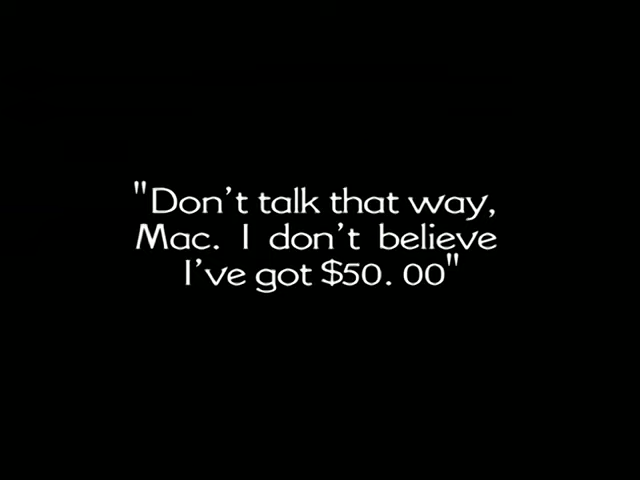 "Don't talk that way,
Mac. I don't believe
I've got $50. 00"